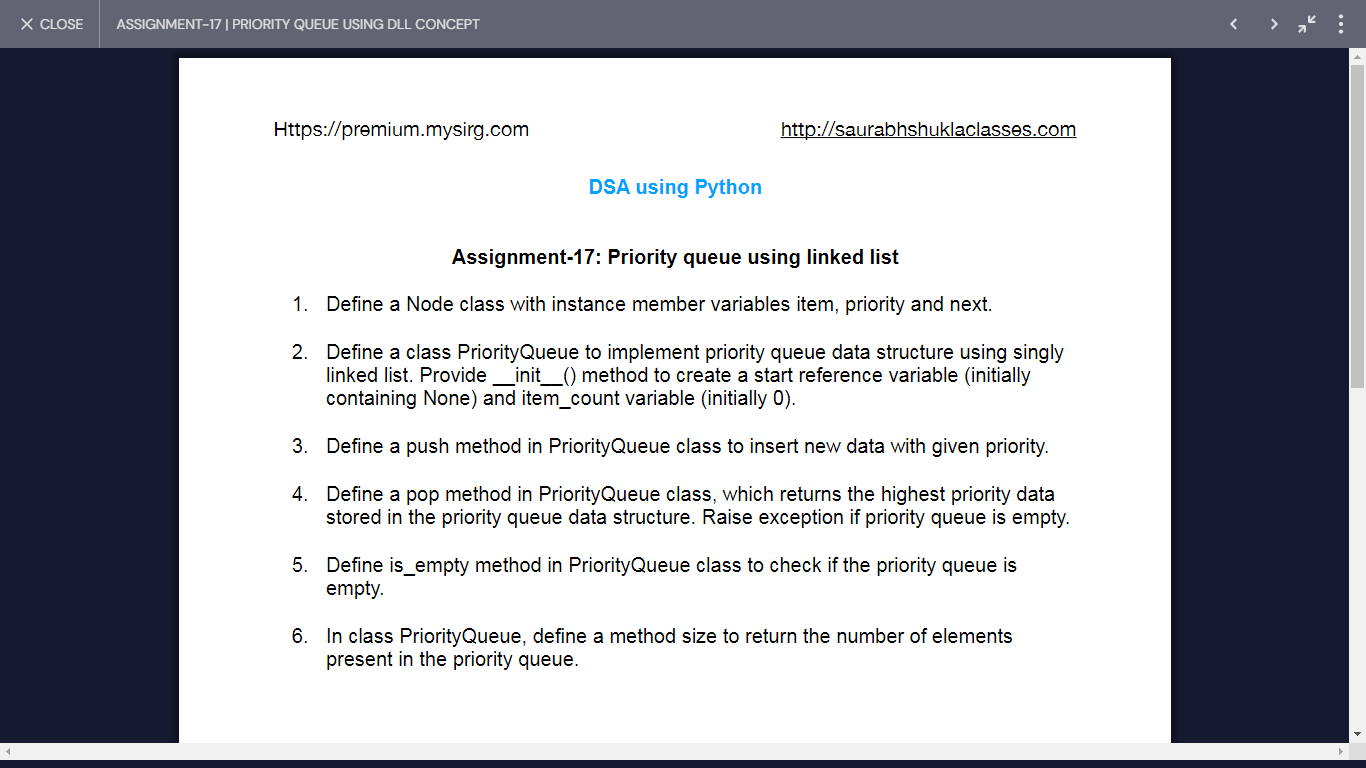 CLOSE
ASSIGNMENT-17 | PRIORITY QUEUE USING DLL CONCEPT
Https://premium.mysirg.com
http://saurabhshuklaclasses.com
DSA using Python
Assignment-17: Priority queue using linked list
1. Define a Node class with instance member variables item, priority and next.
2. Define a class PriorityQueue to implement priority queue data structure using singly
linked list. Provide __init__() method to create a start reference variable (initially
containing None) and item_count variable (initially 0).
3. Define a push method in PriorityQueue class to insert new data with given priority.
4. Define a pop method in PriorityQueue class, which returns the highest priority data
stored in the priority queue data structure. Raise exception if priority queue is empty.
5. Define is_empty method in PriorityQueue class to check if the priority queue is
empty.
6. In class PriorityQueue, define a method size to return the number of elements
present in the priority queue.